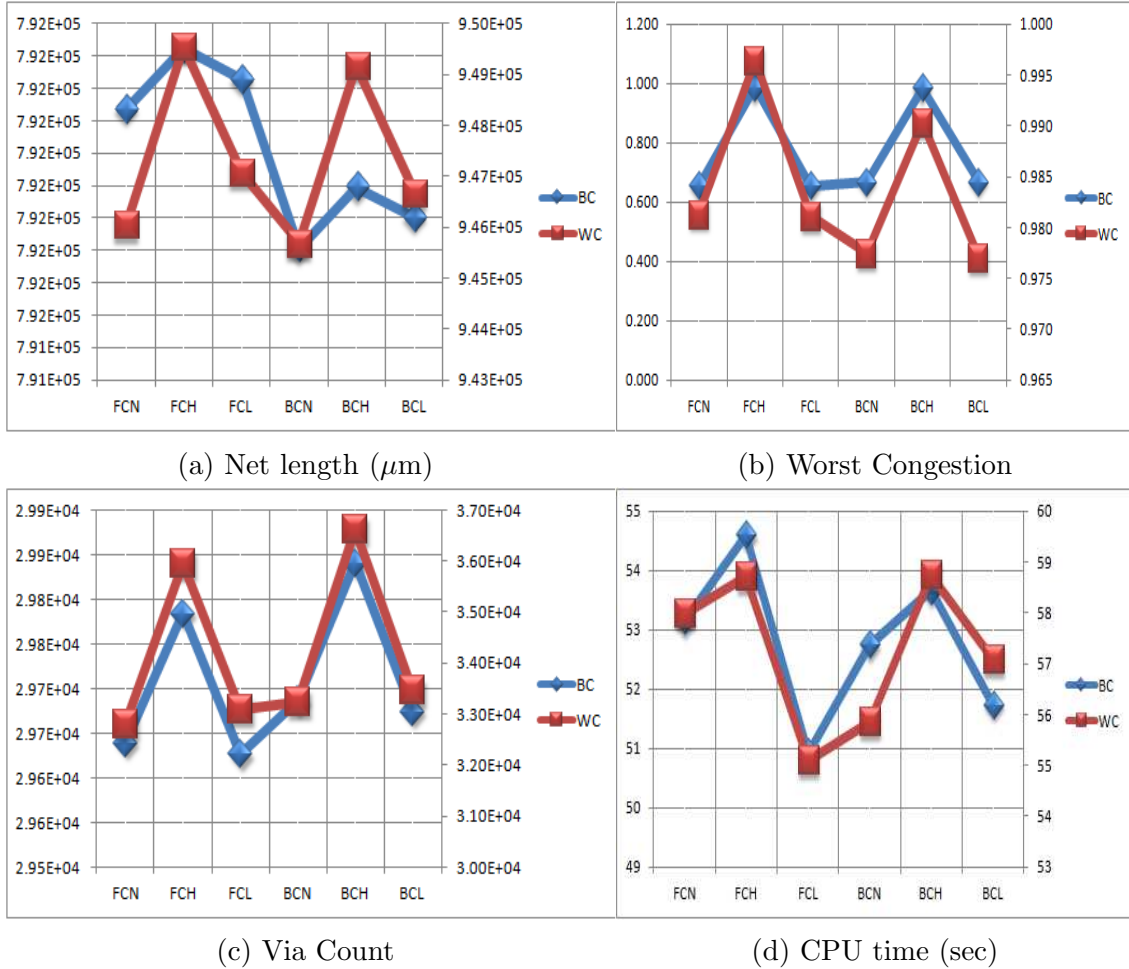 7.92E+05
7.92E+05
7.92E+05
7.92E+05
7.92E+05
7.92E+05
7.92E+05
7.92E+05
7.92E+05
7.92E+05
7.91E+05
7.91E+05
9.50E+05
9.49E+05
9.48E+05
9.47E+05
9.46E+05
9.45E+05
9.44E+05
9.43E+05
FCN FCH FCL BCN BCH BCL
BC
WC
(a) Net length (μm)
1.200
1.000
0.800
0.600
0.400
0.200
0.000
1.000
0.995
0.990
0.985
0.980
0.975
0.970
0.965
FCN FCH FCL BCN BCH BCL
BC
WC
(b) Worst Congestion
2.99E+04
2.99E+04
2.98E+04
2.98E+04
2.97E+04
2.97E+04
2.96E+04
2.96E+04
2.95E+04
3.70E+04
3.60E+04
3.50E+04
3.40E+04
3.30E+04
3.20E+04
3.10E+04
3.00E+04
FCN FCH FCL BCN BCH BCL
BC
WC
(c) Via Count
55
54
53
52
51
50
49
60
59
58
57
56
55
54
53
FCN FCH FCL BCN BCH BCL
BC
WC
(d) CPU time (sec)